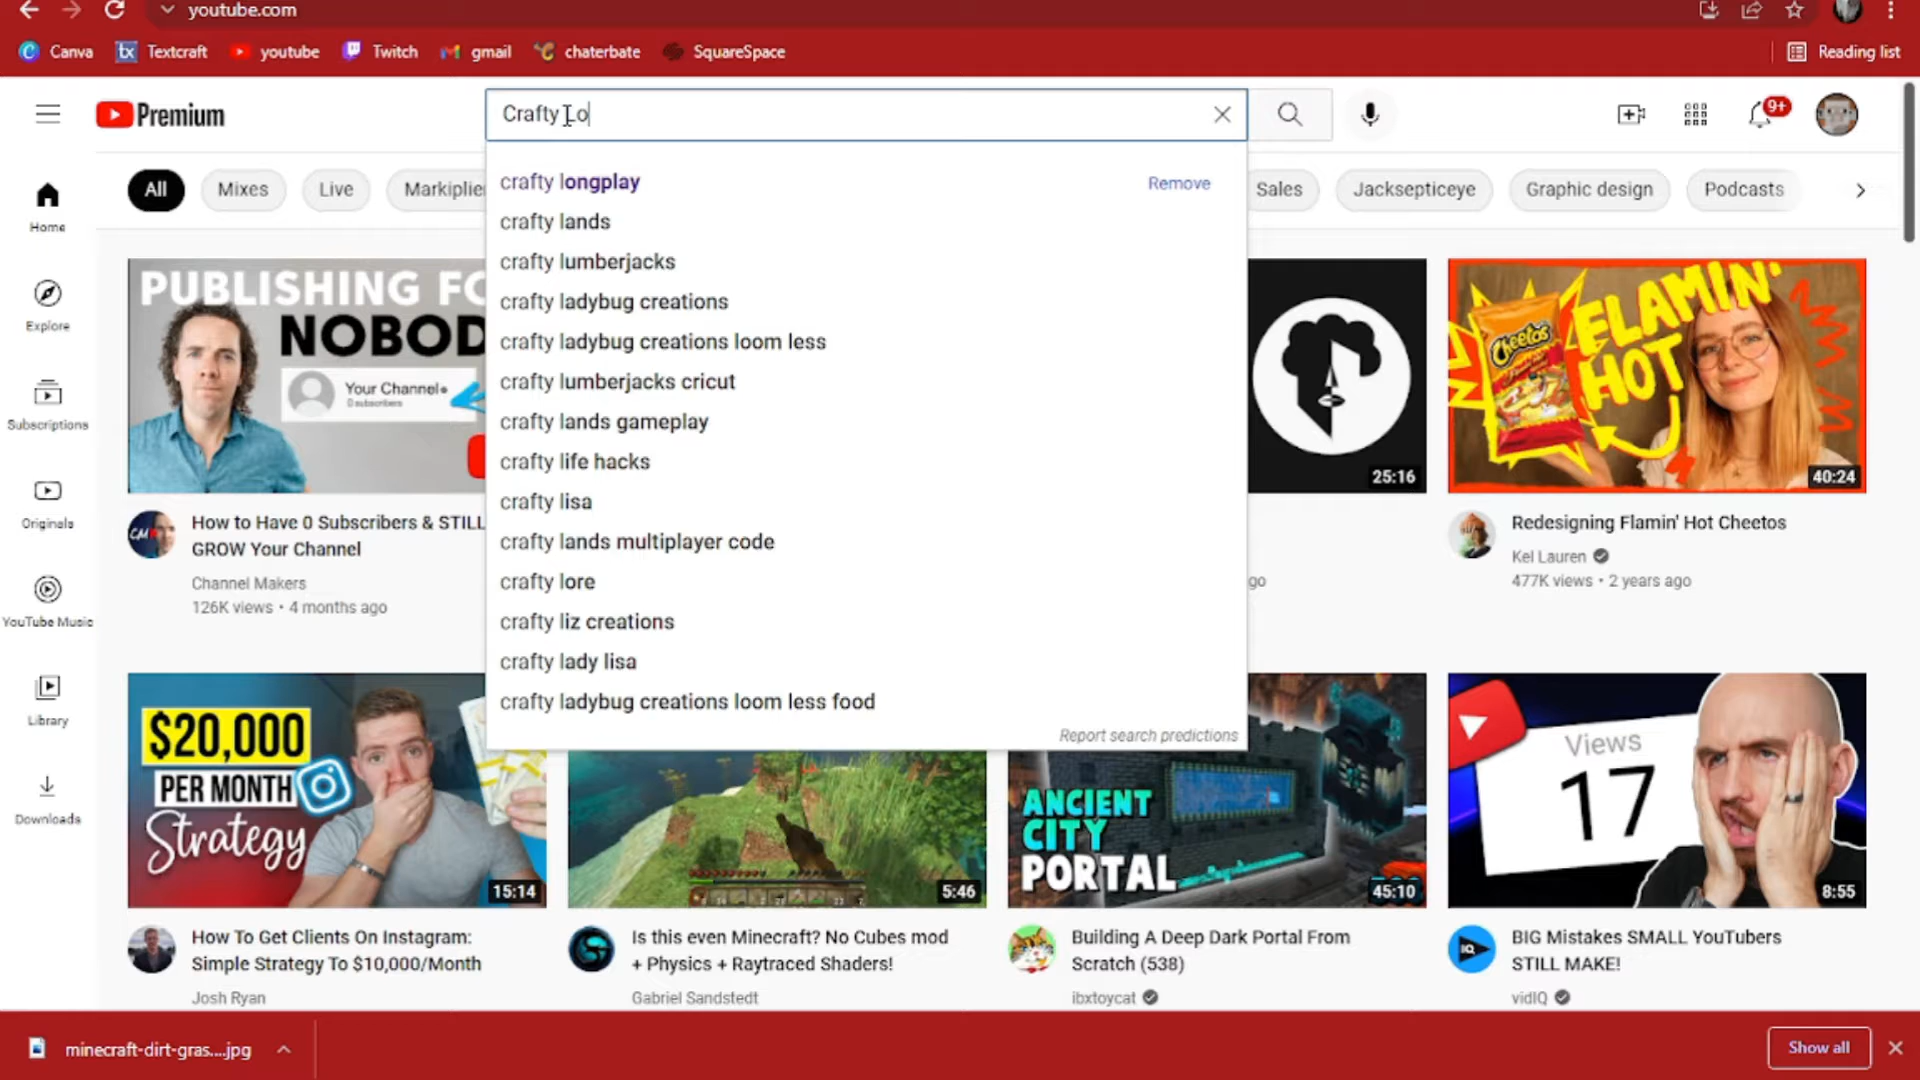 youtube.com
Canva
Textcraft
youtube
Twitch
gmail
chaterbate
SquareSpace
Reading list
Premium
Crafty Lo
9+
All
Mixes
Live
Markiplier
Sales
Jacksepticeye
Graphic design
Podcasts
crafty longplay
Remove
crafty lands
crafty lumberjacks
crafty ladybug creations
crafty ladybug creations loom less
crafty lumberjacks cricut
crafty lands gameplay
crafty life hacks
crafty lisa
crafty lands multiplayer code
crafty lore
crafty liz creations
crafty lady lisa
crafty ladybug creations loom less food
Report search predictions
Home
Explore
Subscriptions
Originals
YouTube Music
Library
Downloads
PUBLISHING FO
NOBOD
Your Channel
0 subscribers
CM
How to Have 0 Subscribers & STILL
GROW Your Channel
Channel Makers
126K views • 4 months ago
25:16
go
Cheetos
FLAMIN'
HOT
40:24
Redesigning Flamin' Hot Cheetos
Kel Lauren
477K views • 2 years ago
$20,000
PER MONTH
Strategy
15:14
How To Get Clients On Instagram:
Simple Strategy To $10,000/Month
Josh Ryan
5:46
Is this even Minecraft? No Cubes mod
+ Physics + Raytraced Shaders!
Gabriel Sandstedt
ANCIENT
CITY
PORTAL
45:10
Building A Deep Dark Portal From
Scratch (538)
ibxtoycat
Views
17
8:55
IQ
BIG Mistakes SMALL YouTubers
STILL MAKE!
vidIQ
minecraft-dirt-gras....jpg
Show all